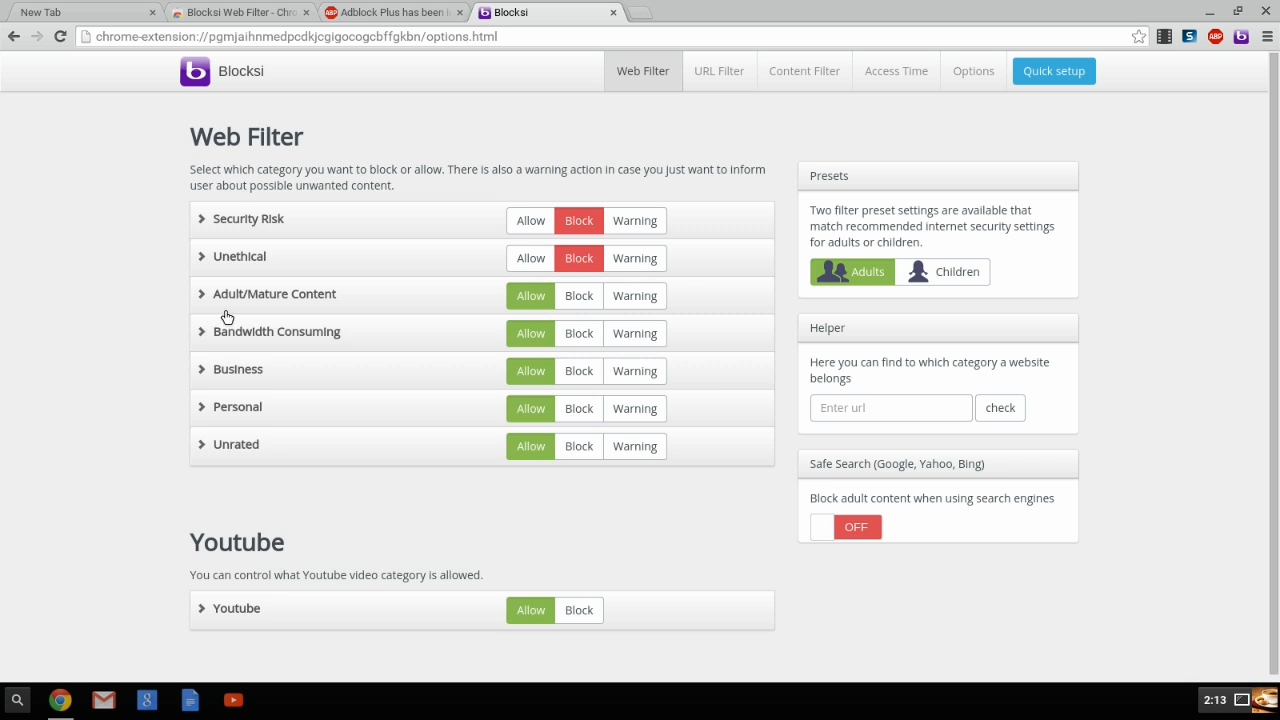 New Tab
Blocksi Web Filter - Chro
Adblock Plus has been i
Blocksi
chrome-extension://pgmjaihnmedpcdkjcgigocogcbffgkbn/options.html
S
ABP
b
b
Blocksi
Web Filter
URL Filter
Content Filter
Access Time
Options
Quick setup
Web Filter
Select which category you want to block or allow. There is also a warning action in case you just want to inform
user about possible unwanted content.
Security Risk
Allow
Block
Warning
Unethical
Allow
Block
Warning
Adult/Mature Content
Allow
Block
Warning
Bandwidth Consuming
Allow
Block
Warning
Business
Allow
Block
Warning
Personal
Allow
Block
Warning
Unrated
Allow
Block
Warning
Youtube
You can control what Youtube video category is allowed.
Youtube
Allow
Block
Presets
Two filter preset settings are available that
match recommended internet security settings
for adults or children.
Adults
Children
Helper
Here you can find to which category a website
belongs
Enter url
check
Safe Search (Google, Yahoo, Bing)
Block adult content when using search engines
OFF
8
2:13